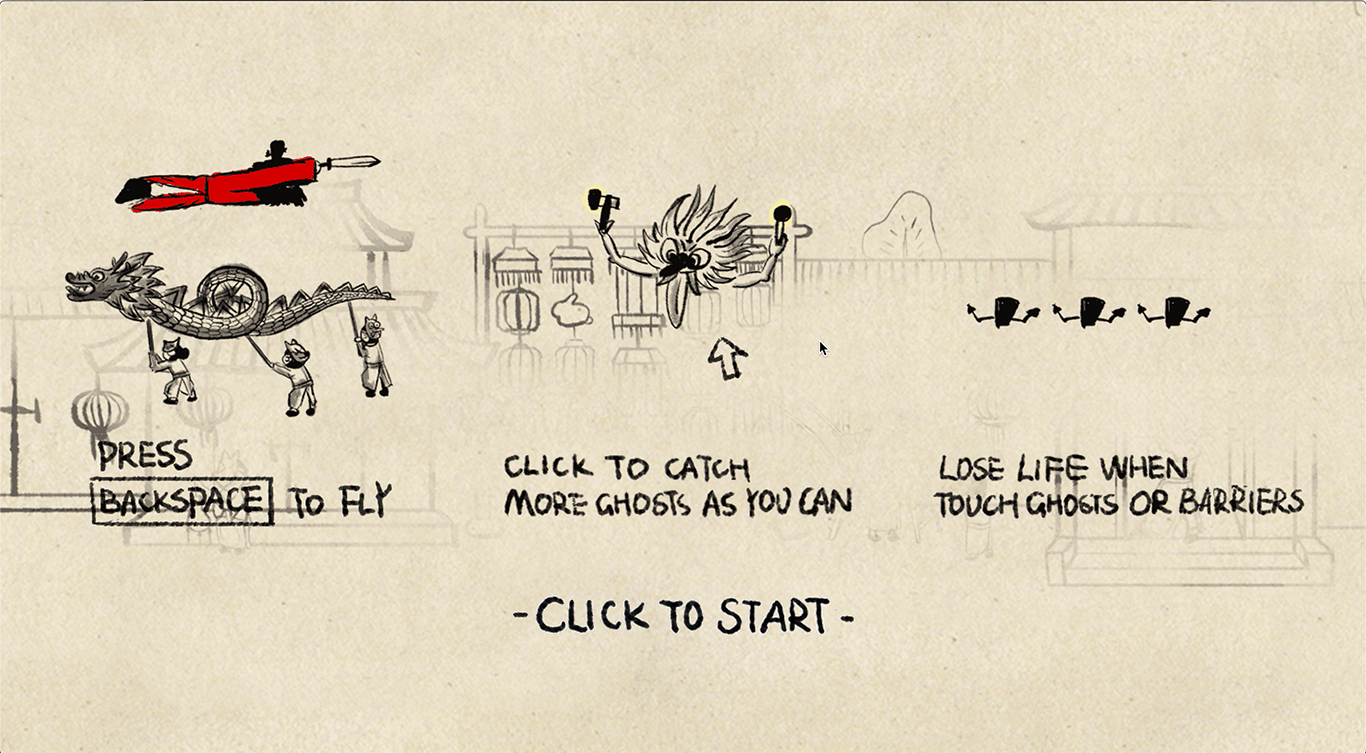 PRESS
BACKSPACE TO FLY
CLICK TO CATCH
MORE GHOSTS AS YOU CAN
LOSE LIFE WHEN
TOUCH GHOSTS OR BARRIERS
-CLICK TO START-